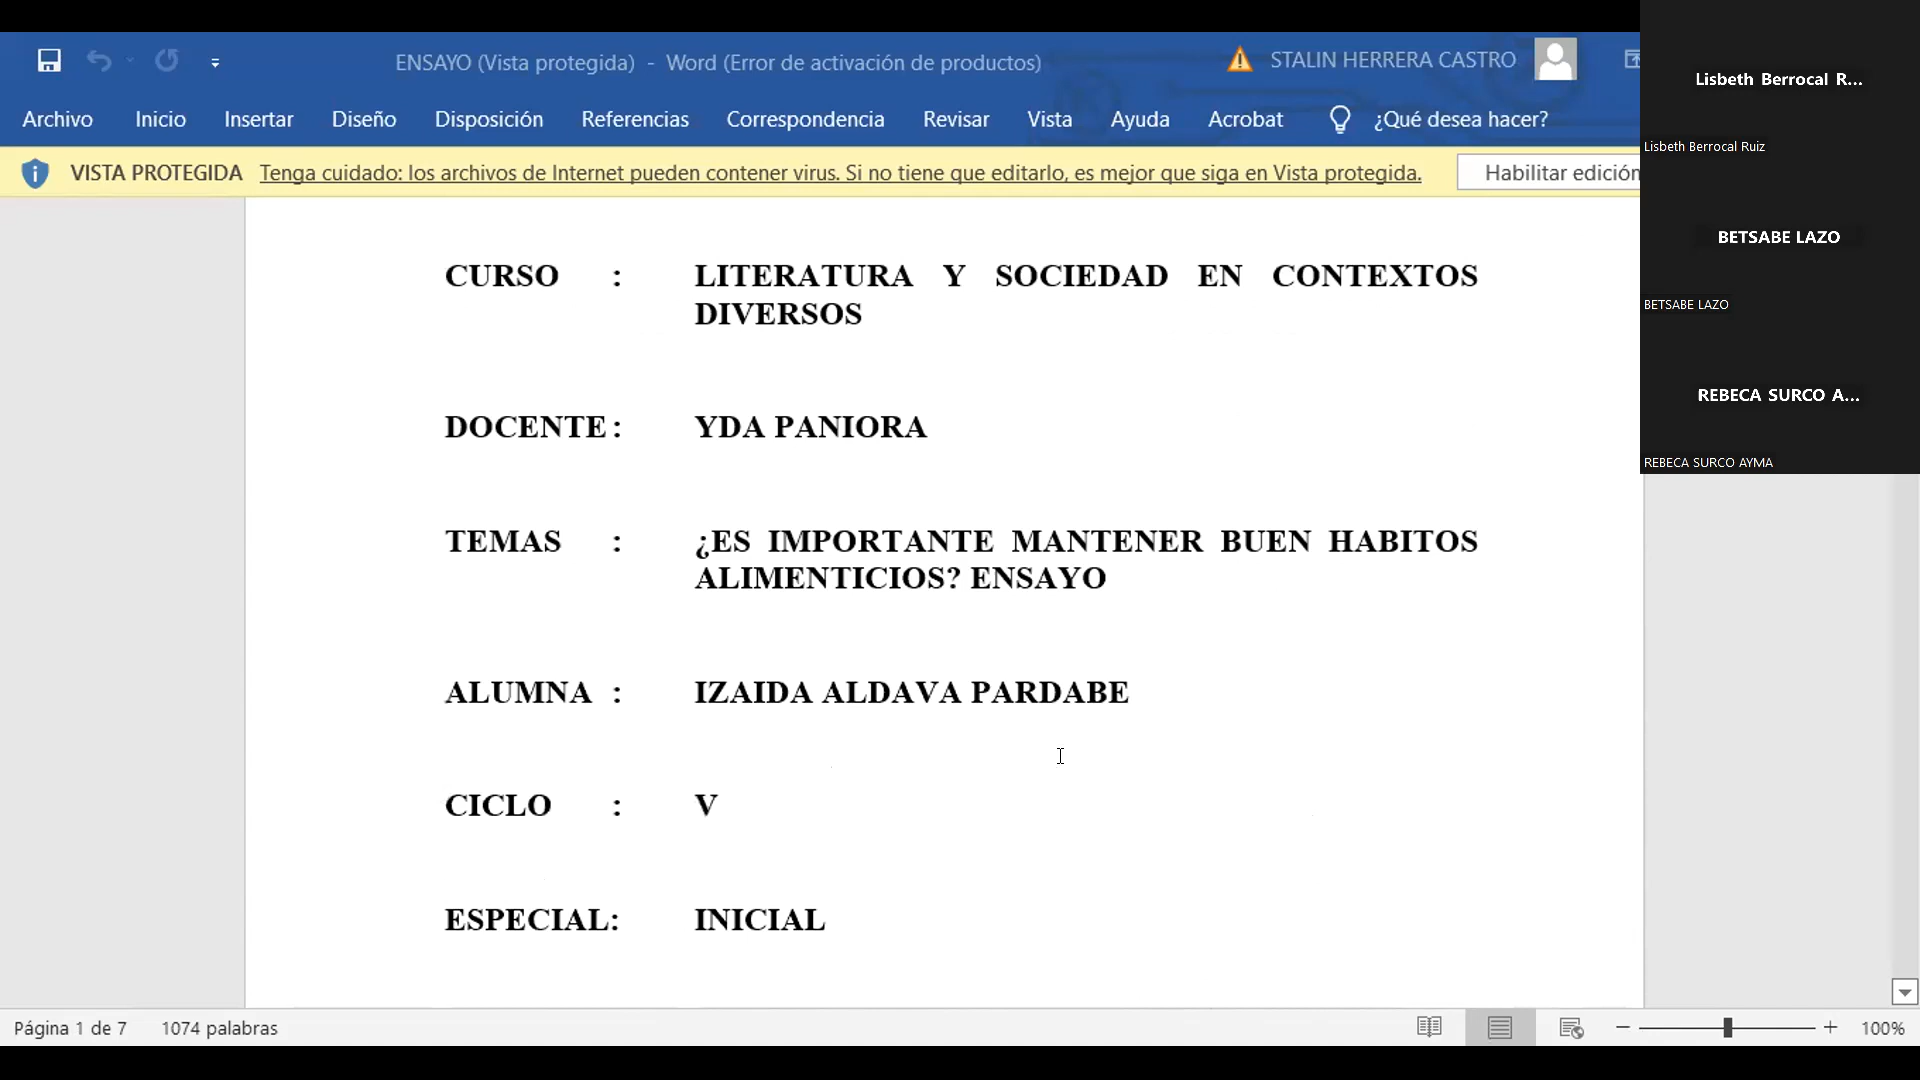 ENSAYO (Vista protegida) - Word (Error de activación de productos)
STALIN HERRERA CASTRO
Archivo Inicio Insertar Diseño Disposición Referencias Correspondencia Revisar Vista Ayuda Acrobat ¿Qué desea hacer?
VISTA PROTEGIDA Tenga cuidado: los archivos de Internet pueden contener virus. Si no tiene que editarlo, es mejor que siga en Vista protegida. Habilitar edición
Lisbeth Berrocal R...
Lisbeth Berrocal Ruiz
BETSABE LAZO
BETSABE LAZO
REBECA SURCO A...
REBECA SURCO AYMA
CURSO : LITERATURA Y SOCIEDAD EN CONTEXTOS
DIVERSOS
DOCENTE : YDA PANIORA
TEMAS : ¿ES IMPORTANTE MANTENER BUEN HABITOS
ALIMENTICIOS? ENSAYO
ALUMNA : IZAIDA ALDAVA PARDABE
CICLO : V
ESPECIAL: INICIAL
Página 1 de 7 1074 palabras 100%